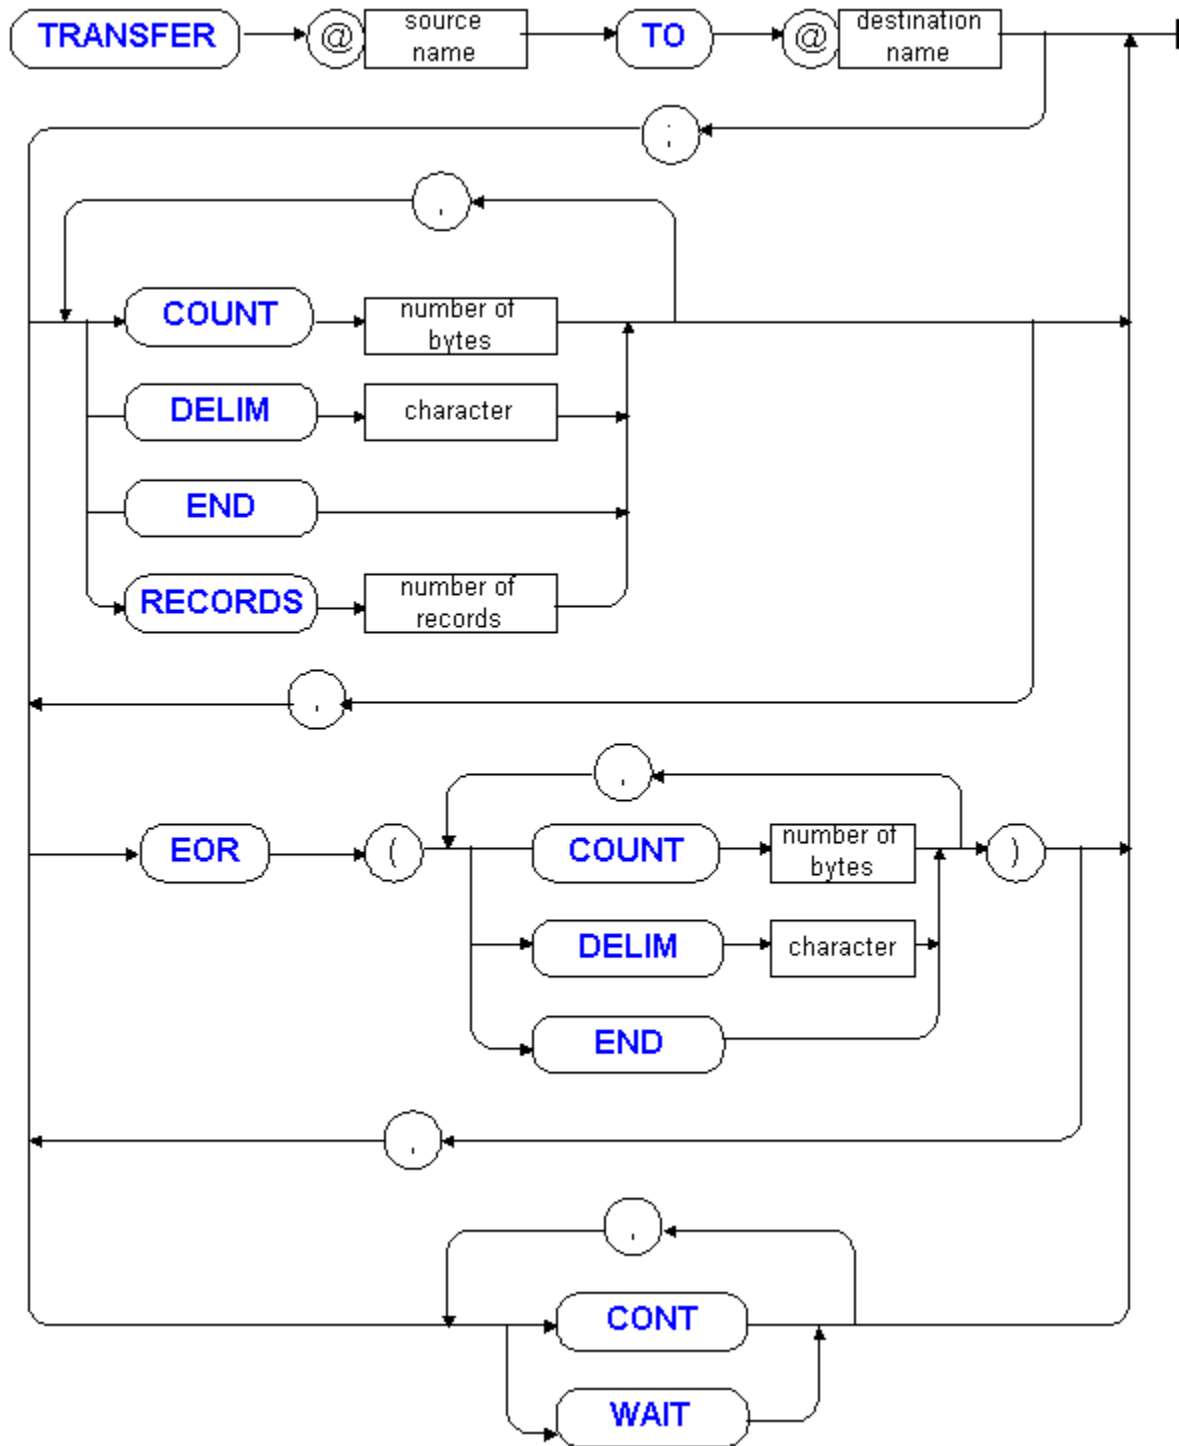 TRANSFER @ source name TO @ destination name
;
,
COUNT number of bytes
DELIM character
END
RECORDS number of records
,
,
EOR ( COUNT number of bytes )
DELIM character
END
,
,
CONT
WAIT